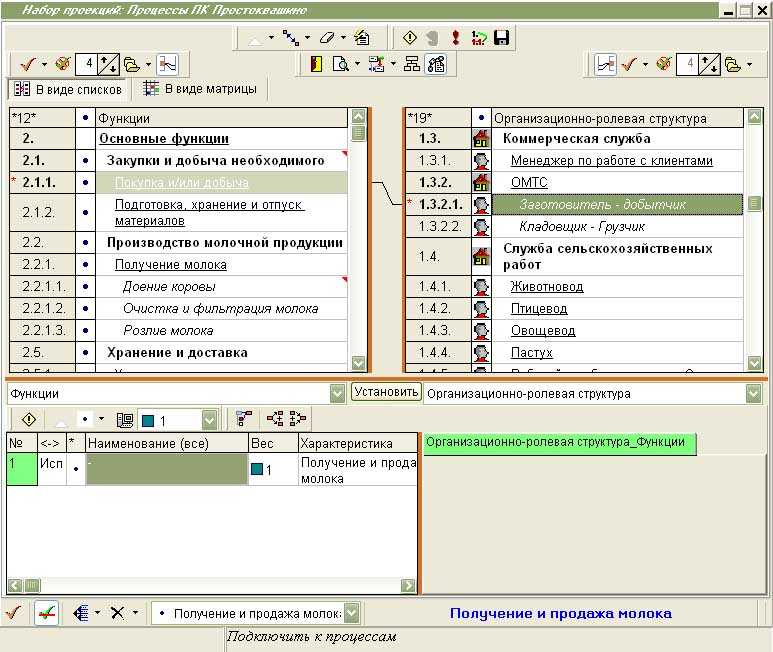 Набор проекций: Процессы ПК Простоквашино
4
4
В виде списков
В виде матрицы
*12* Функции
2. Основные функции
2.1. Закупки и добыча необходимого
* 2.1.1. Покупка и/или добыча
2.1.2. Подготовка, хранение и отпуск
материалов
2.2. Производство молочной продукции
2.2.1. Получение молока
2.2.1.1. Доение коровы
2.2.1.2. Очистка и фильтрация молока
2.2.1.3. Розлив молока
2.5. Хранение и доставка
*19* Организационно-ролевая структура
1.3. Коммерческая служба
1.3.1. Менеджер по работе с клиентами
1.3.2. ОМТС
* 1.3.2.1. Заготовитель - добытчик
1.3.2.2. Кладовщик - Грузчик
1.4. Служба сельскохозяйственных
работ
1.4.1. Животновод
1.4.2. Птицевод
1.4.3. Овощевод
1.4.4. Пастух
Функции
Установить
Организационно-ролевая структура
1
№ <-> * Наименование (все) Вес Характеристика
1 Исп - 1 Получение и прода
молока
Организационно-ролевая структура_Функции
Получение и продажа молок
Получение и продажа молока
Подключить к процессам